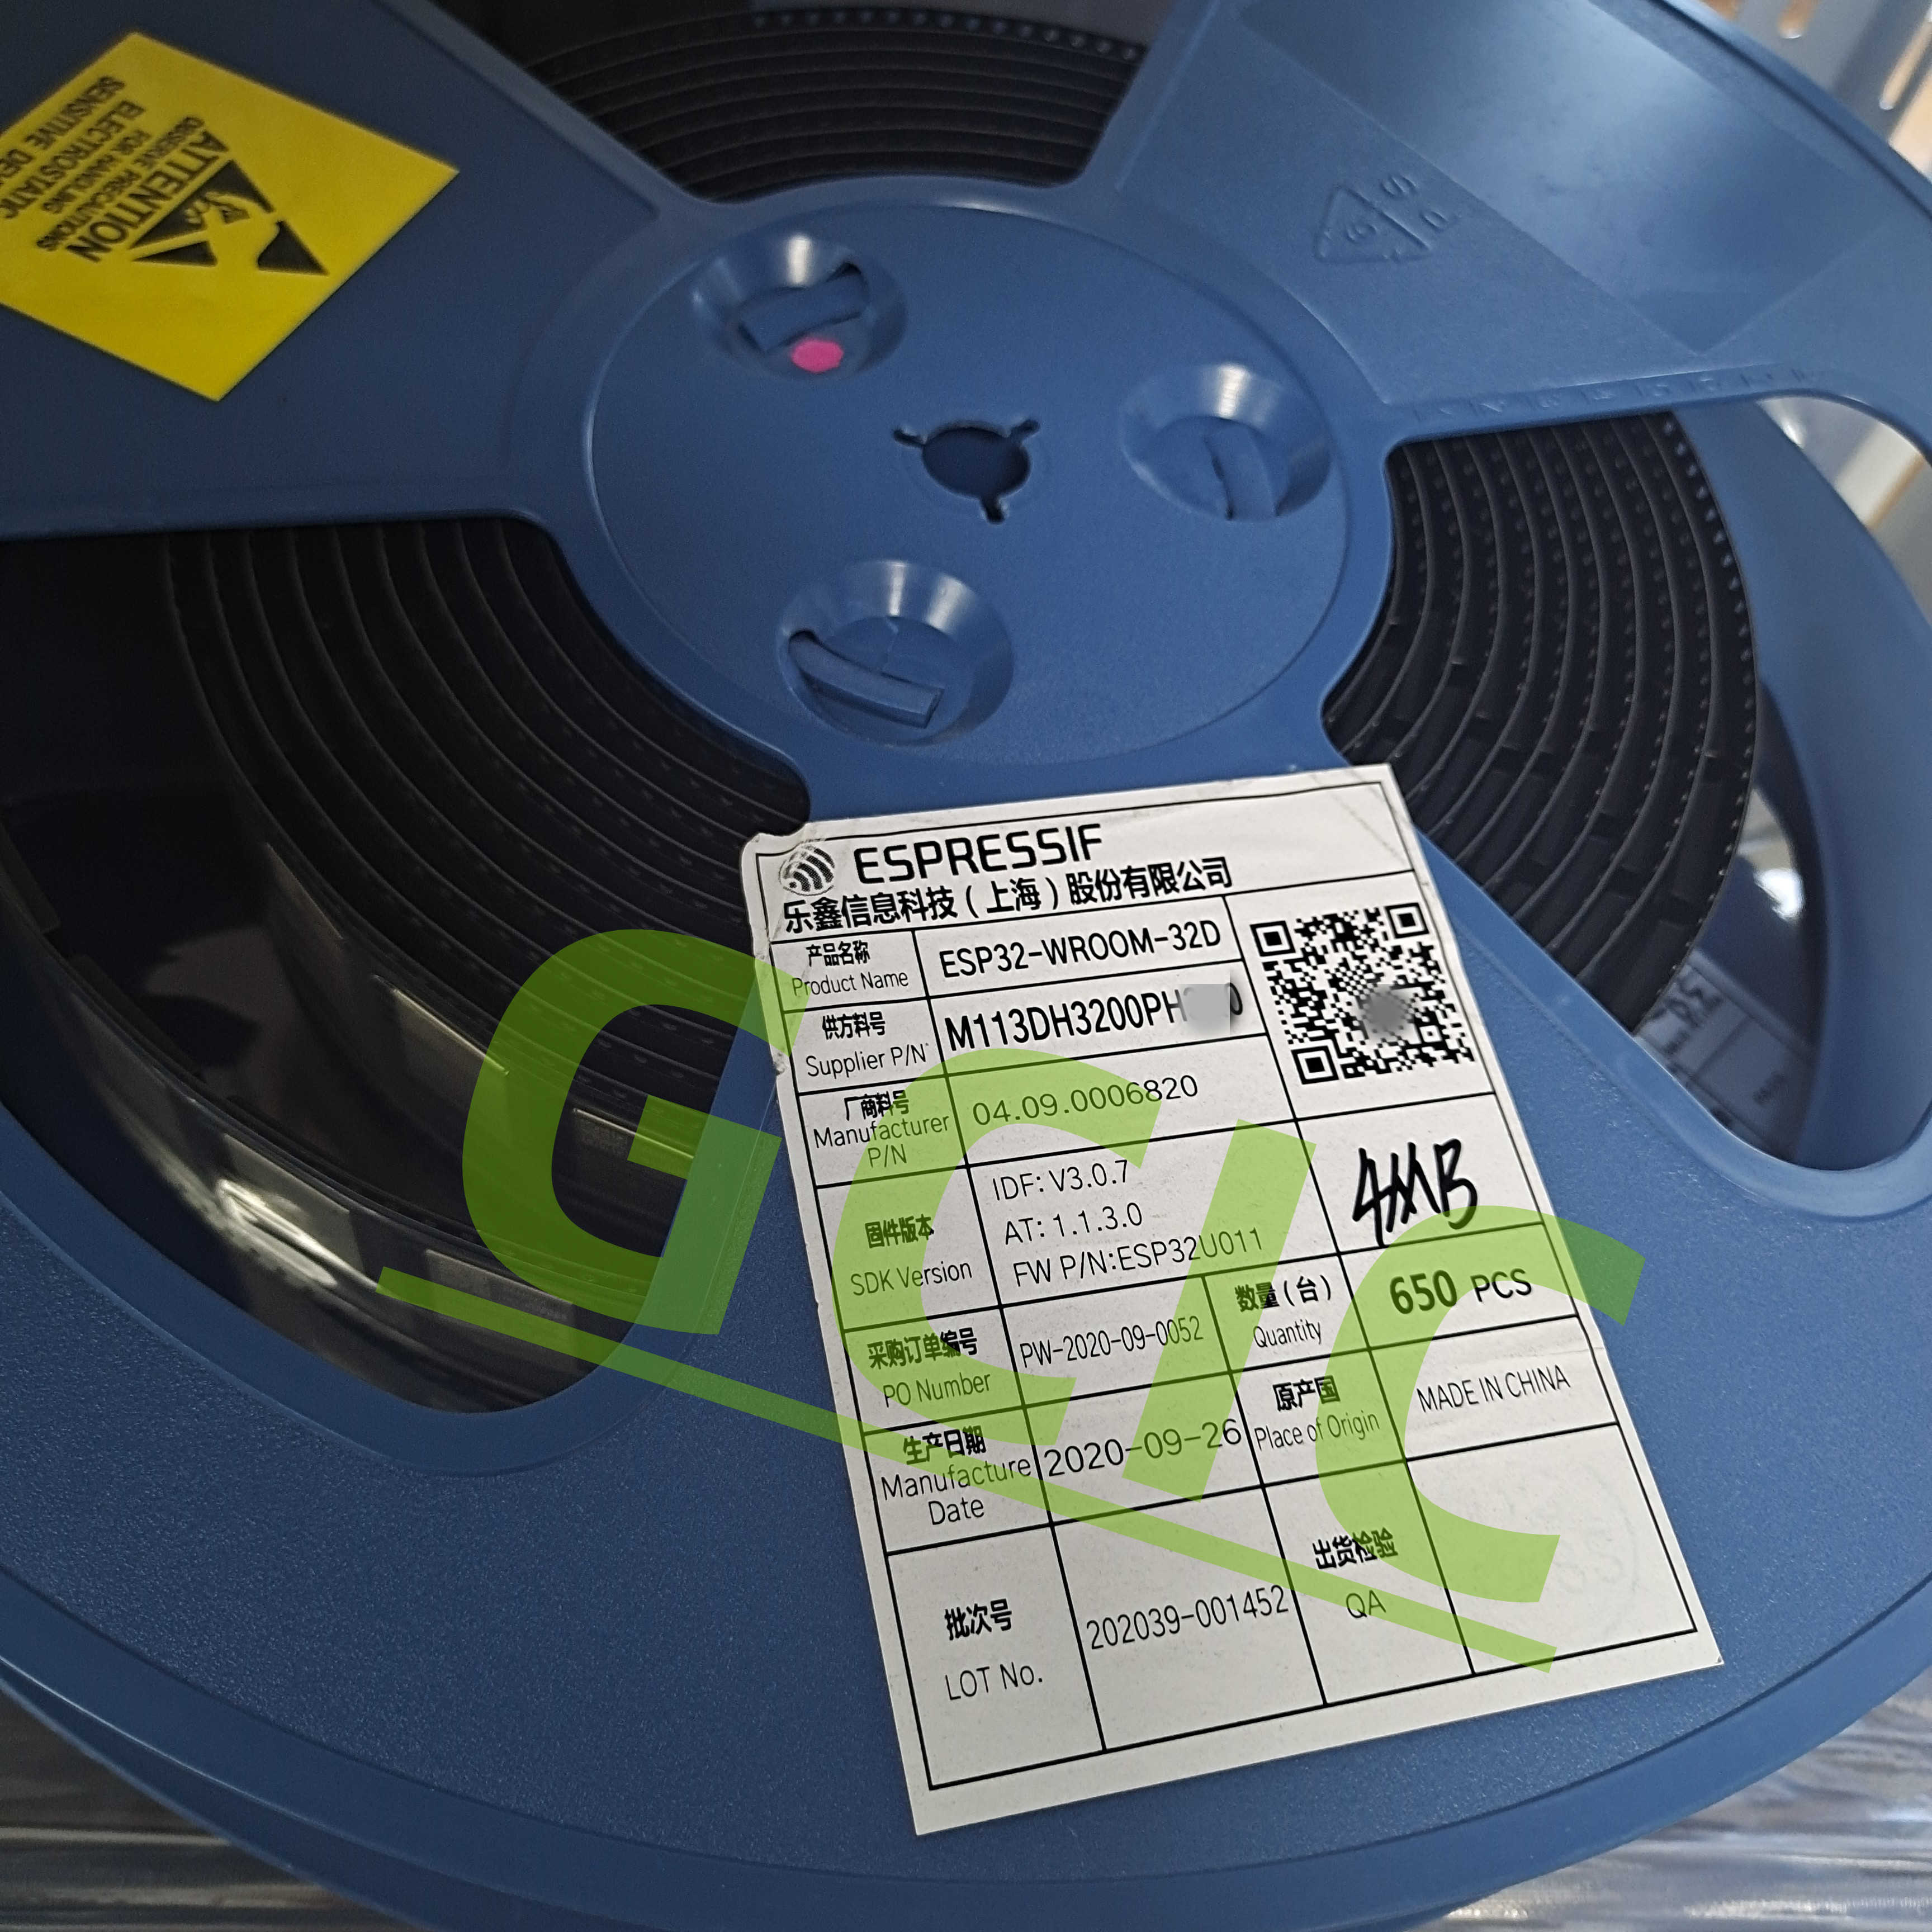 ATTENTION
OBSERVE PRECAUTIONS
FOR HANDLING
ELECTROSTATIC
SENSITIVE
ESPRESSIF
乐鑫信息科技（上海）股份有限公司
产品名称
Product Name
ESP32-WROOM-32D
供方料号
Supplier P/N
M113DH3200PH
厂商料号
Manufacturer
P/N
04.09.0006820
固件版本
SDK Version
IDF: V3.0.7
AT: 1.1.3.0
FW P/N:ESP32U011
4MB
采购订单编号
PO Number
PW-2020-09-0052
数量（台）
Quantity
650 PCS
生产日期
Manufacture
Date
2020-09-26
原产国
Place of Origin
MADE IN CHINA
批次号
LOT No.
202039-001452
出货检验
QA
GCIC